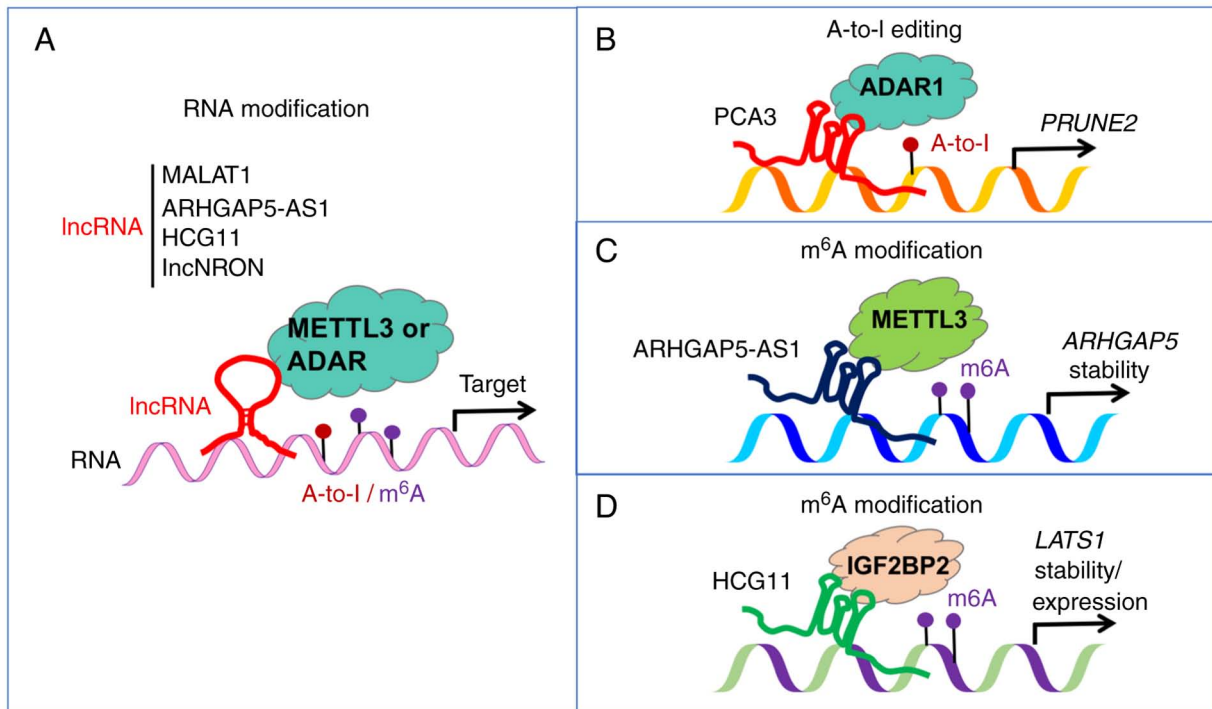 A
RNA modification
lncRNA
MALAT1
ARHGAP5-AS1
HCG11
lncNRON
METTL3 or
ADAR
lncRNA
Target
RNA
A-to-I / m⁶A
B
A-to-I editing
ADAR1
PCA3
A-to-I
PRUNE2
C
m⁶A modification
METTL3
ARHGAP5-AS1
m6A
ARHGAP5
stability
D
m⁶A modification
IGF2BP2
HCG11
m6A
LATS1
stability/
expression